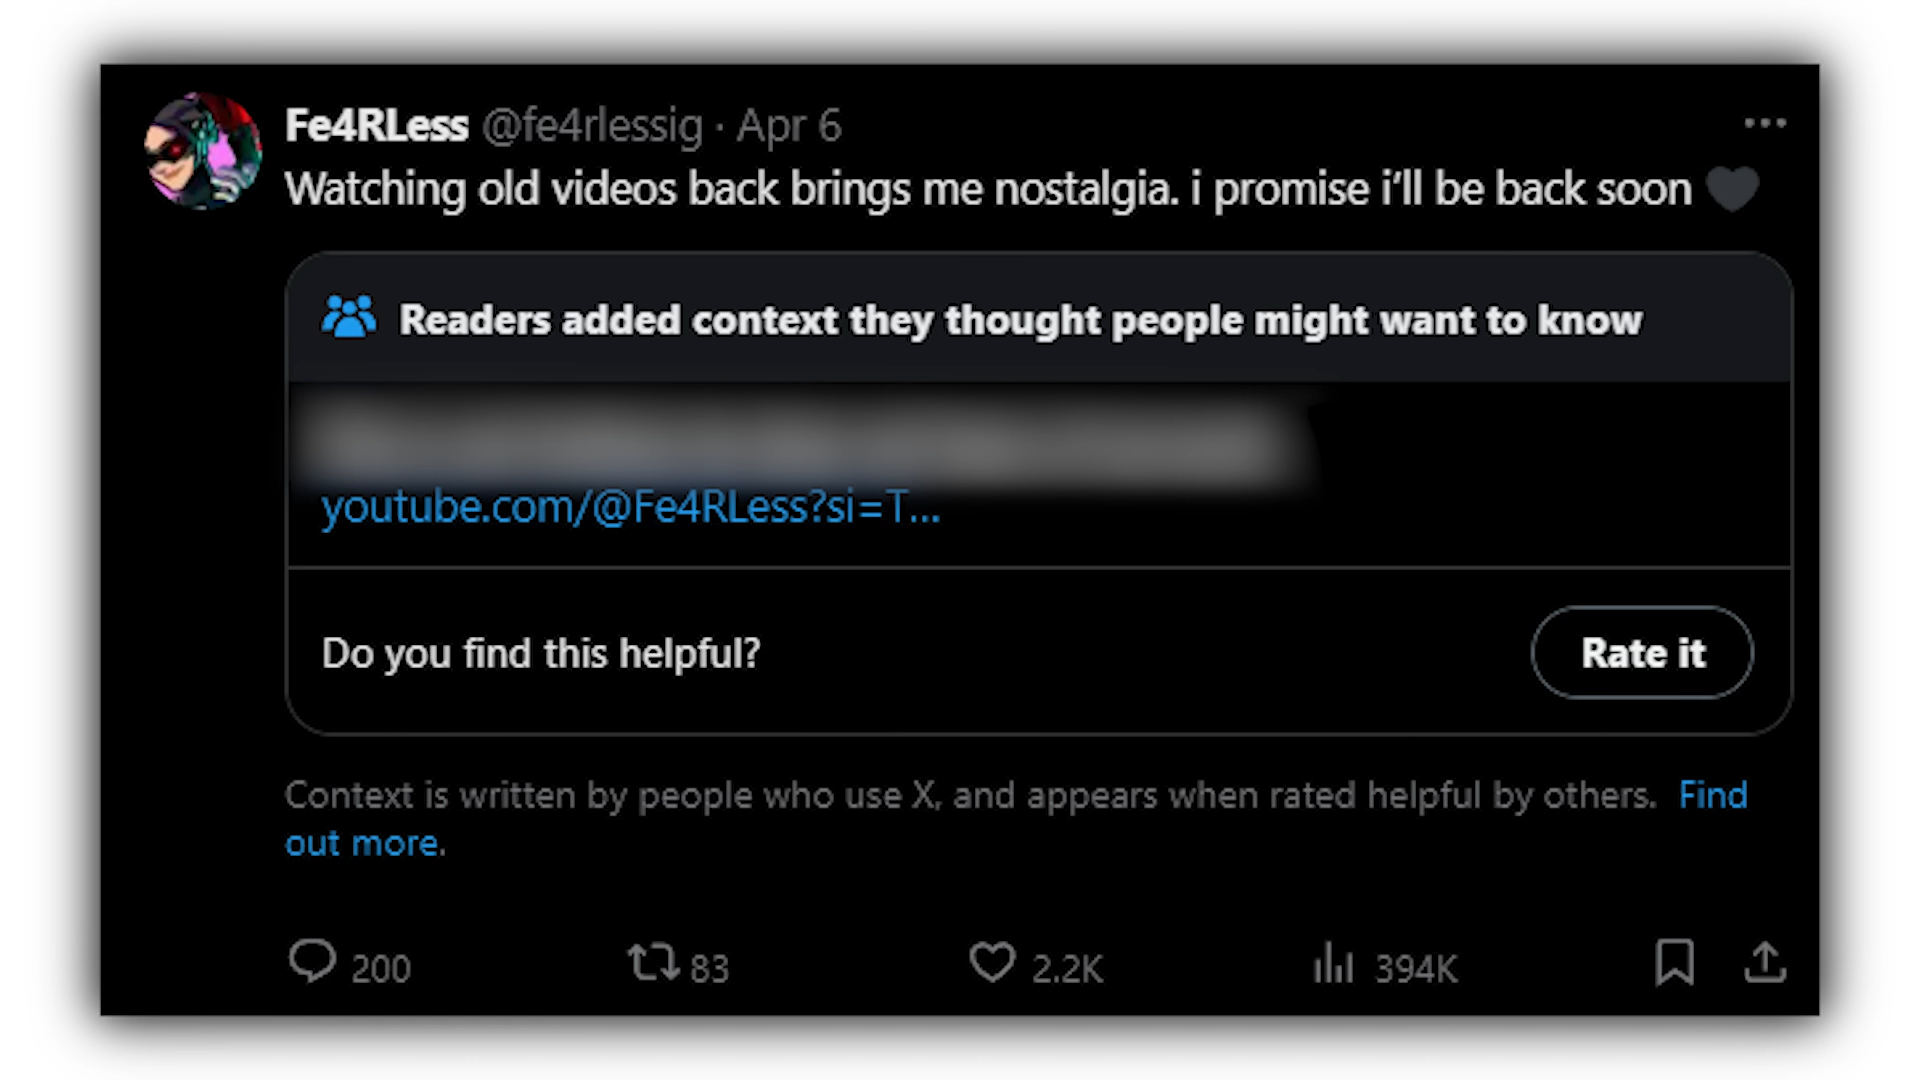 Fe4RLess @fe4rlessig · Apr 6
Watching old videos back brings me nostalgia. i promise i’ll be back soon 🖤
Readers added context they thought people might want to know
youtube.com/@Fe4RLess?si=T...
Do you find this helpful?
Rate it
Context is written by people who use X, and appears when rated helpful by others. Find
out more.
200 83 2.2K 394K